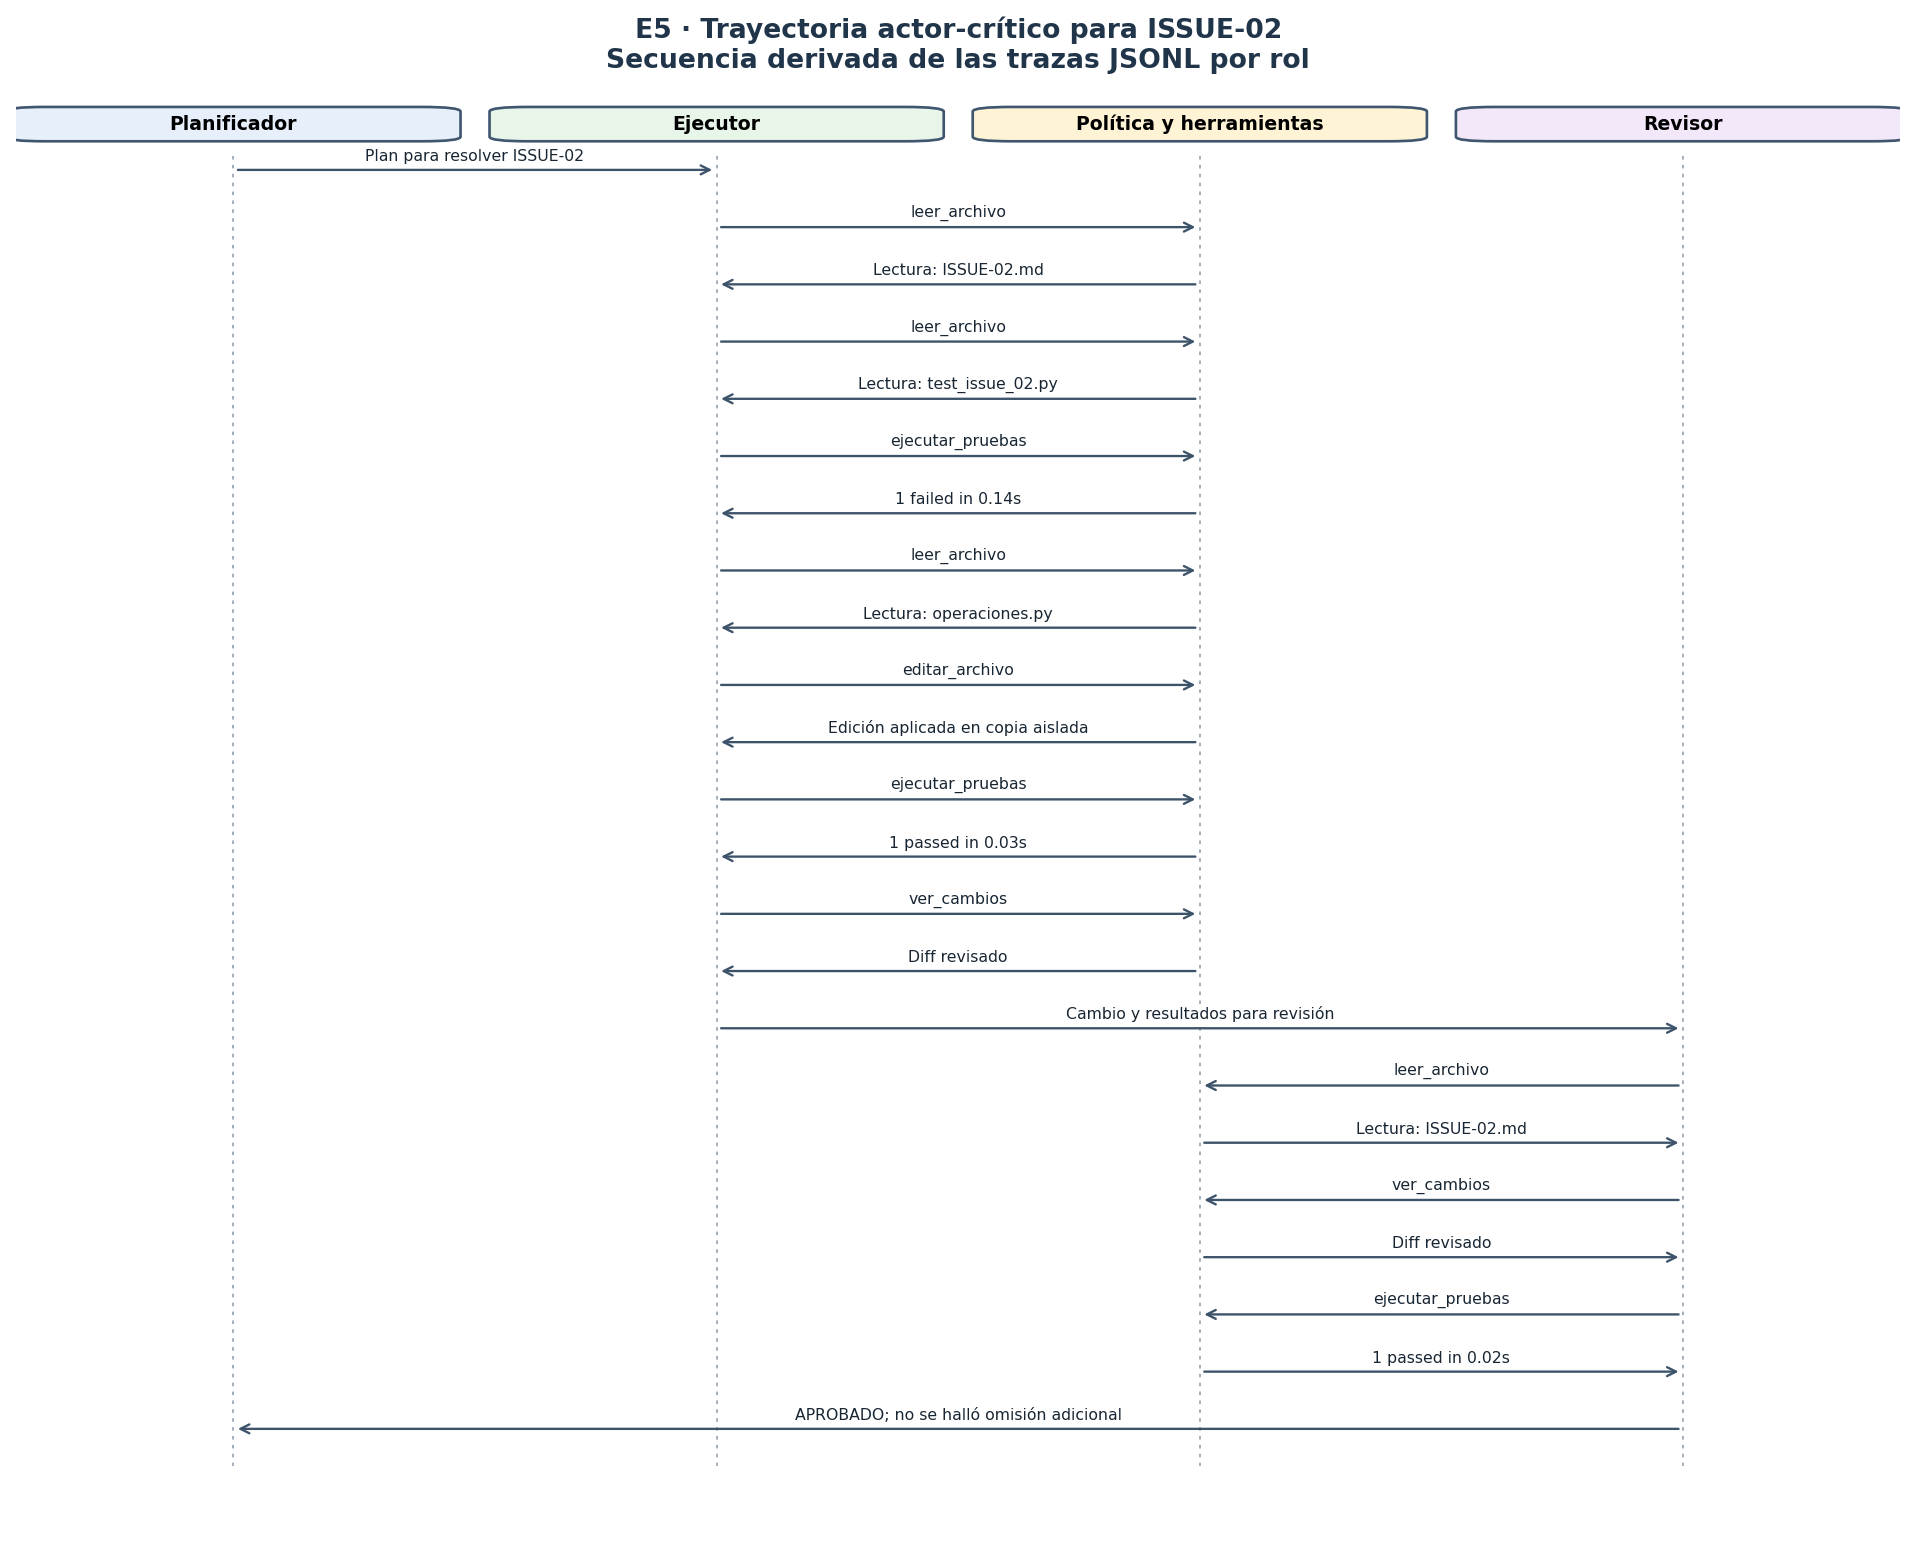 E5 · Trayectoria actor-crítico para ISSUE-02
Secuencia derivada de las trazas JSONL por rol
Planificador
Ejecutor
Política y herramientas
Revisor
Plan para resolver ISSUE-02
leer_archivo
Lectura: ISSUE-02.md
leer_archivo
Lectura: test_issue_02.py
ejecutar_pruebas
1 failed in 0.14s
leer_archivo
Lectura: operaciones.py
editar_archivo
Edición aplicada en copia aislada
ejecutar_pruebas
1 passed in 0.03s
ver_cambios
Diff revisado
Cambio y resultados para revisión
leer_archivo
Lectura: ISSUE-02.md
ver_cambios
Diff revisado
ejecutar_pruebas
1 passed in 0.02s
APROBADO; no se halló omisión adicional